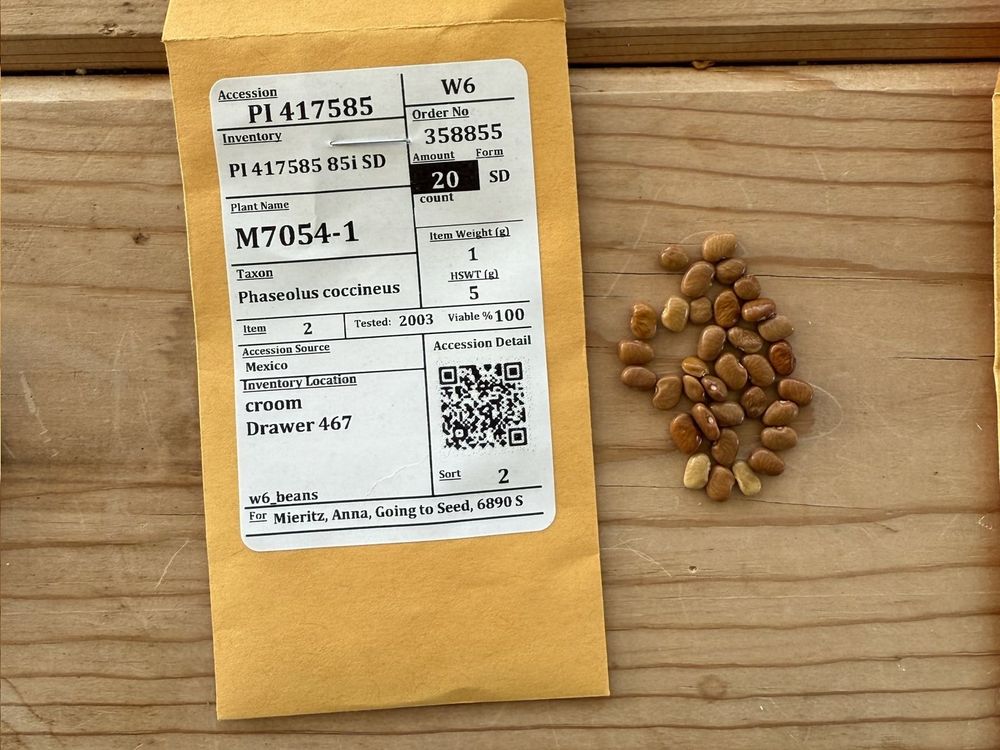 Accession
PI 417585
W6
Inventory
PI 417585 85i SD
Order No
358855
Amount Form
20 SD
count
Plant Name
M7054-1
Item Weight (g)
1
HSWT (g)
5
Taxon
Phaseolus coccineus
Item 2 Tested: 2003 Viable % 100
Accession Source
Mexico
Accession Detail
Inventory Location
croom
Drawer 467
Sort 2
w6_beans
For Mieritz, Anna, Going to Seed, 6890 S